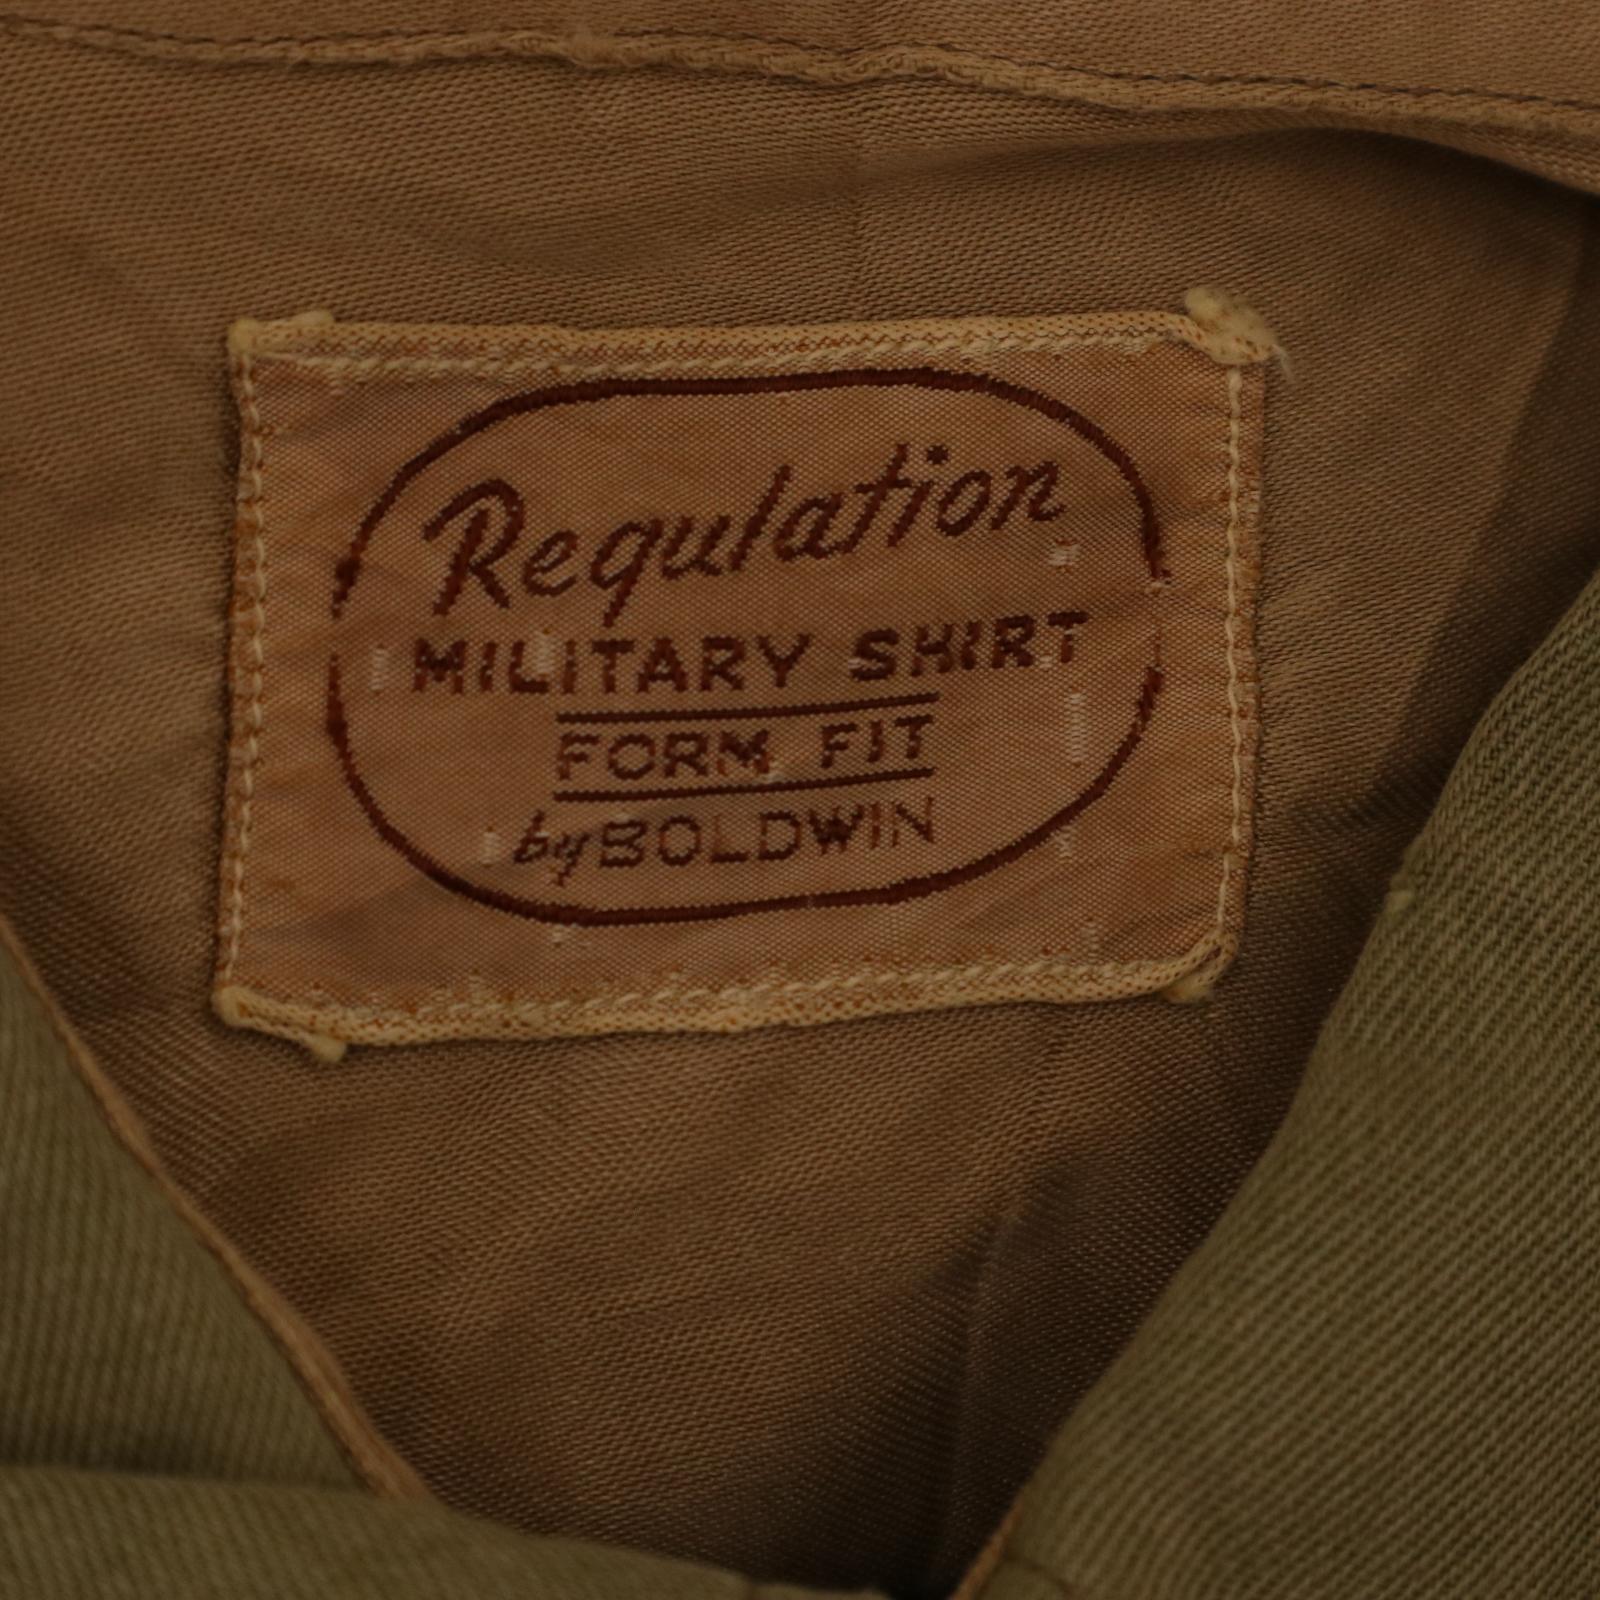 Regulation
MILITARY SHIRT
FORM FIT
by BOLDWIN